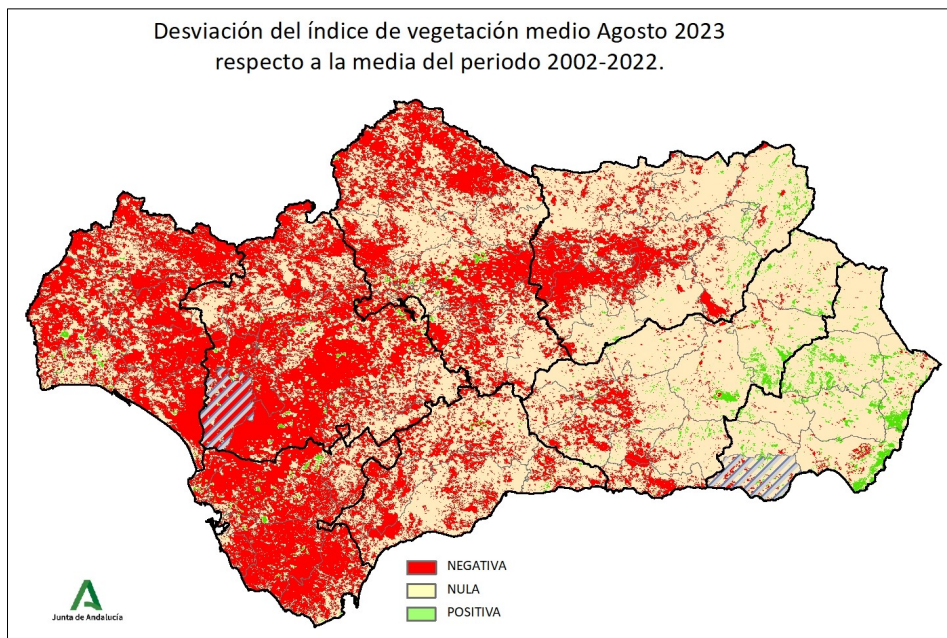 Desviación del índice de vegetación medio Agosto 2023
respecto a la media del periodo 2002-2022.
NEGATIVA
NULA
POSITIVA
Junta de Andalucía